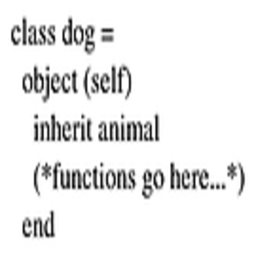 class dog =
object (self)
inherit animal
(*functions go here...*)
end